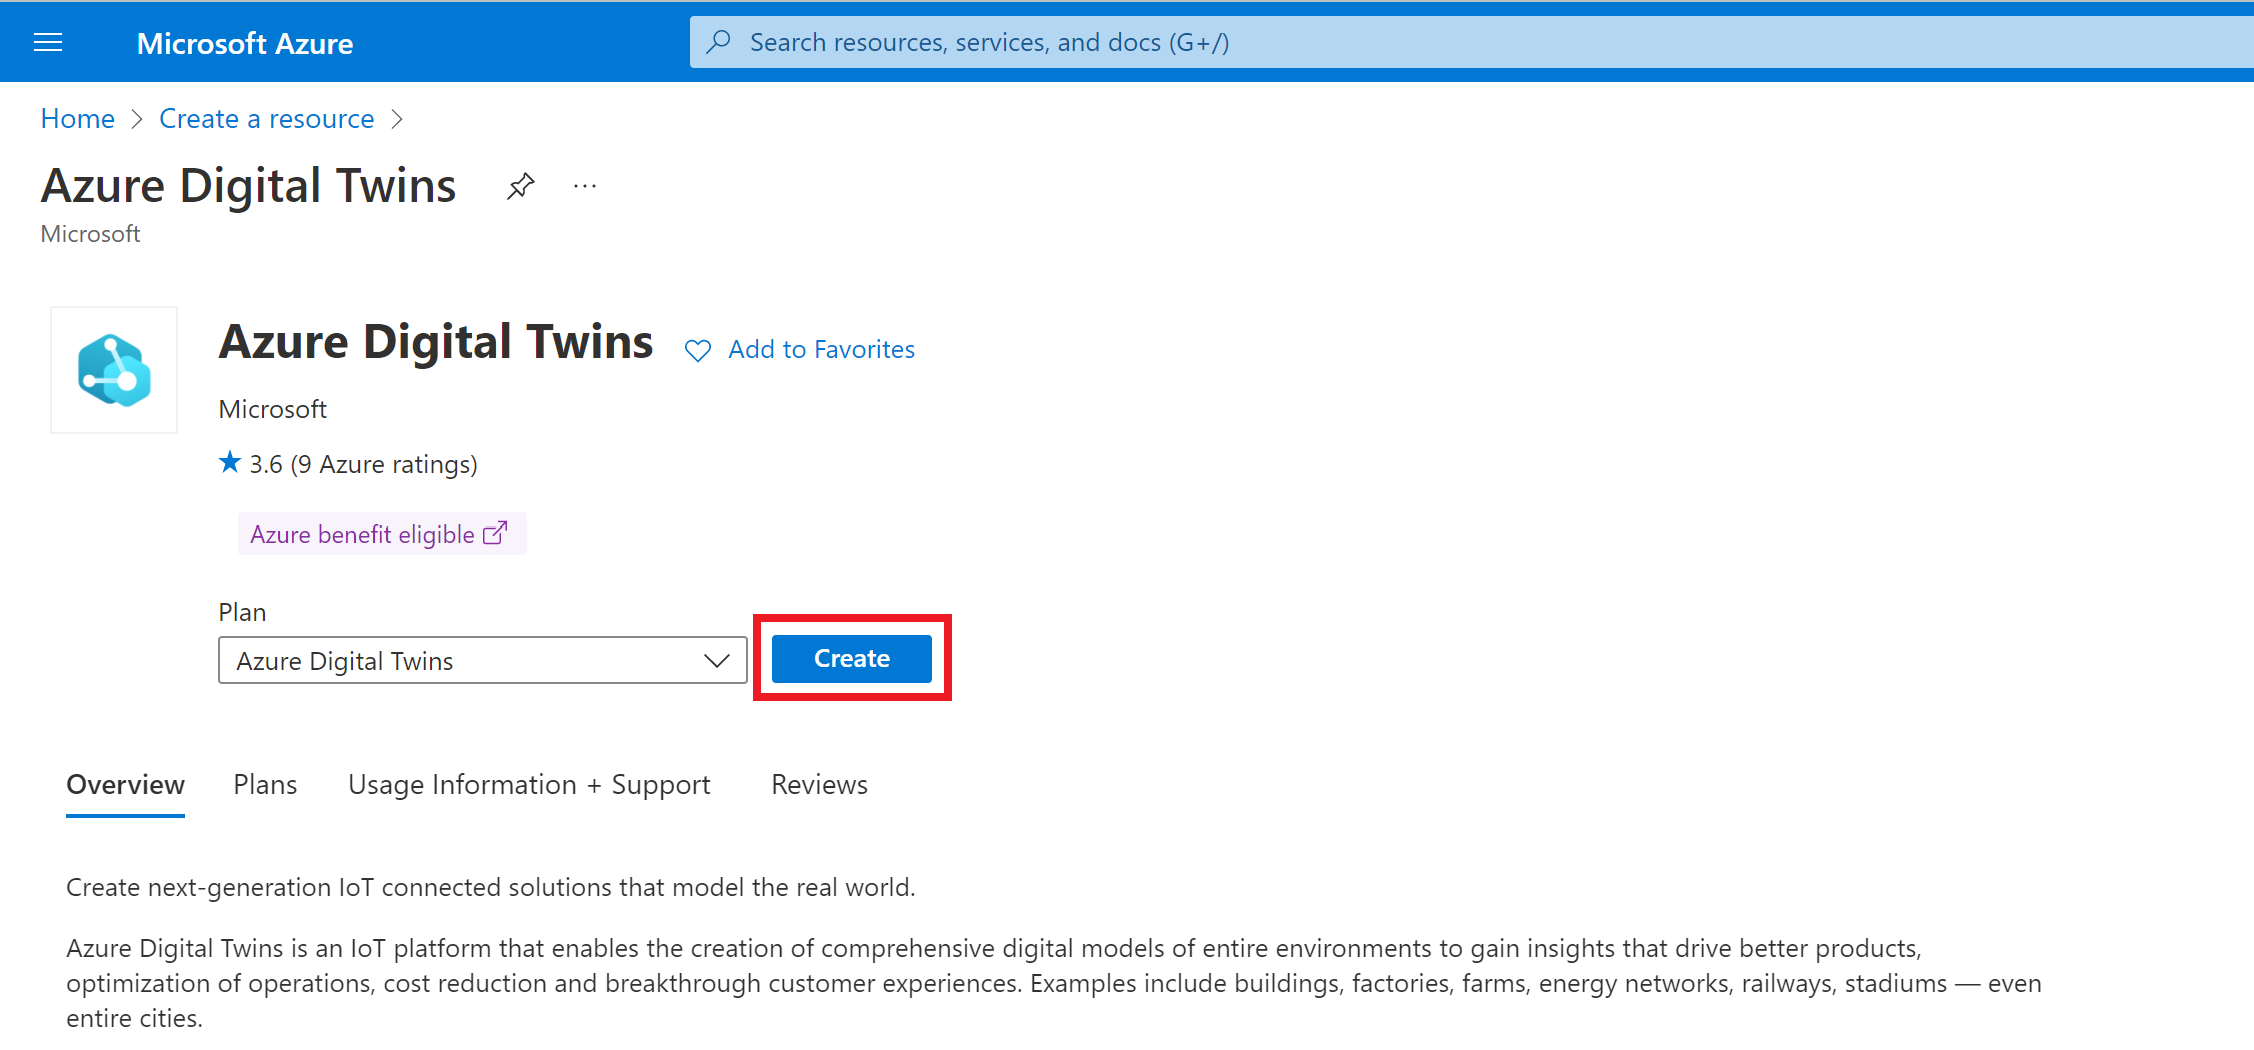 Microsoft Azure
Search resources, services, and docs (G+/)
Home > Create a resource >
Azure Digital Twins ...
Microsoft
Azure Digital Twins Add to Favorites
Microsoft
3.6 (9 Azure ratings)
Azure benefit eligible
Plan
Azure Digital Twins
Create
Overview Plans Usage Information + Support Reviews
Create next-generation IoT connected solutions that model the real world.
Azure Digital Twins is an IoT platform that enables the creation of comprehensive digital models of entire environments to gain insights that drive better products,
optimization of operations, cost reduction and breakthrough customer experiences. Examples include buildings, factories, farms, energy networks, railways, stadiums — even
entire cities.